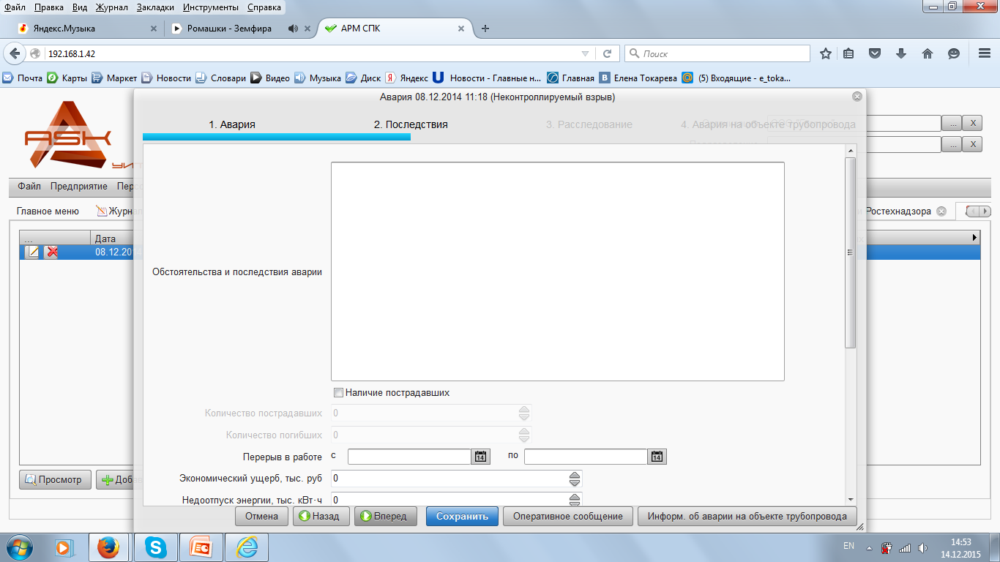 Файл Правка Вид Журнал Закладки Инструменты Справка
Яндекс.Музыка Ромашки - Земфира АРМ СПК
192.168.1.42 Поиск
Почта Карты Маркет Новости Словари Видео Музыка Диск Яндекс Новости - Главные н... Главная Елена Токарева (5) Входящие - e_toka...
Авария 08.12.2014 11:18 (Неконтроллируемый взрыв)
1. Авария 2. Последствия 3. Расследование 4. Авария на объекте трубопровода
... X
... X
ASK
Файл Предприятие
Главное меню Ростехнадзора
... Дата
08.12.201
Обстоятельства и последствия аварии
Наличие пострадавших
Количество пострадавших 0
Количество погибших 0
Перерыв в работе с 14 по 14
Экономический ущерб, тыс. руб 0
Недоотпуск энергии, тыс. кВт·ч 0
Просмотр
Отмена Назад Вперед Сохранить Оперативное сообщение Информ. об аварии на объекте трубопровода
EN 14:53
14.12.2015